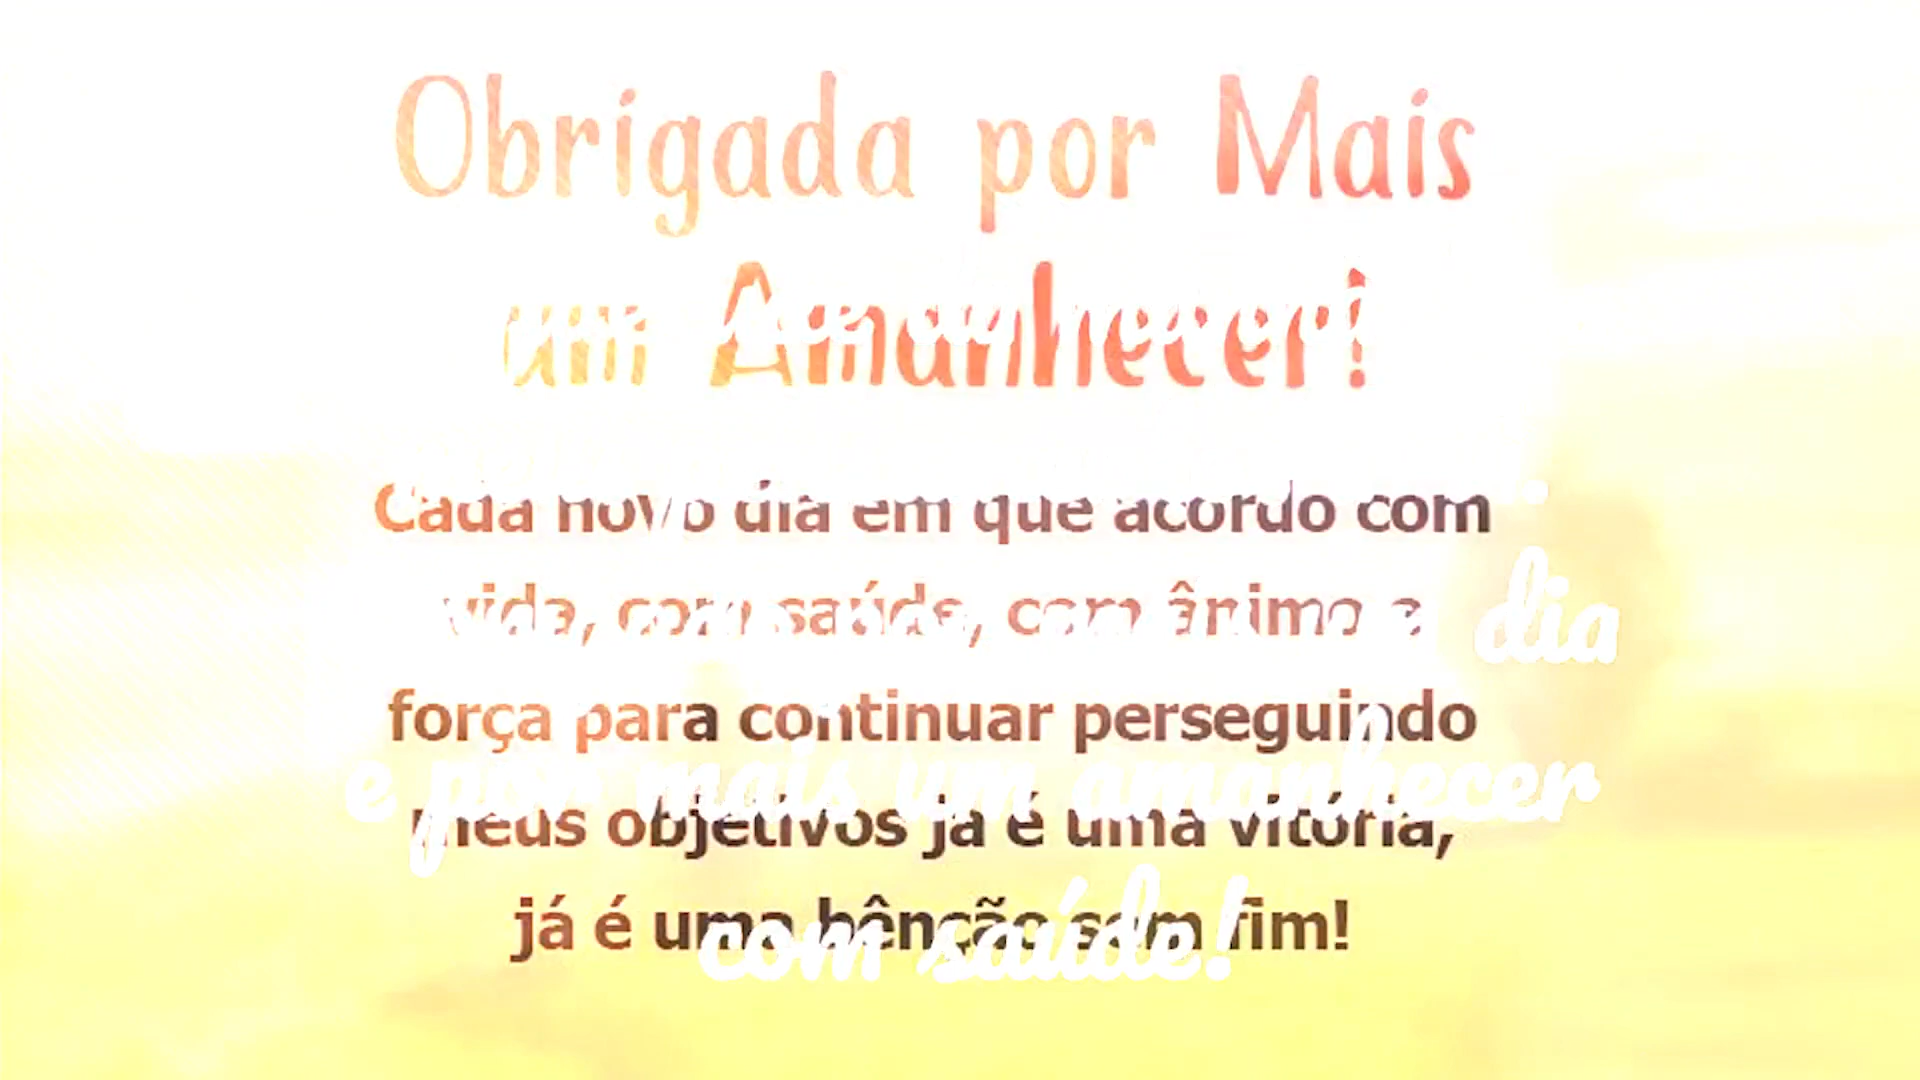 Obrigada por Mais
um Amanhecer!
Cada novo dia em que acordo com
vida, com saúde, com ânimo e
força para continuar perseguindo
meus objetivos já é uma vitória,
já é uma bênção sem fim!
dia
e por mais um amanhecer
com saúde!